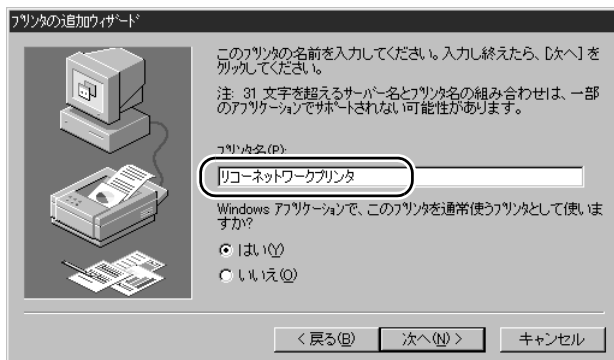 プリンタの追加ウィザード
このプリンタの名前を入力してください。入力し終えたら、[次へ] を
クリックしてください。
注: 31 文字を超えるサーバー名とプリンタ名の組み合わせは、一部
のアプリケーションでサポートされない可能性があります。
プリンタ名(P):
リコーネットワークプリンタ
Windows アプリケーションで、このプリンタを通常使うプリンタとして使いま
すか?
はい(Y)
いいえ(O)
< 戻る(B)
次へ(N) >
キャンセル